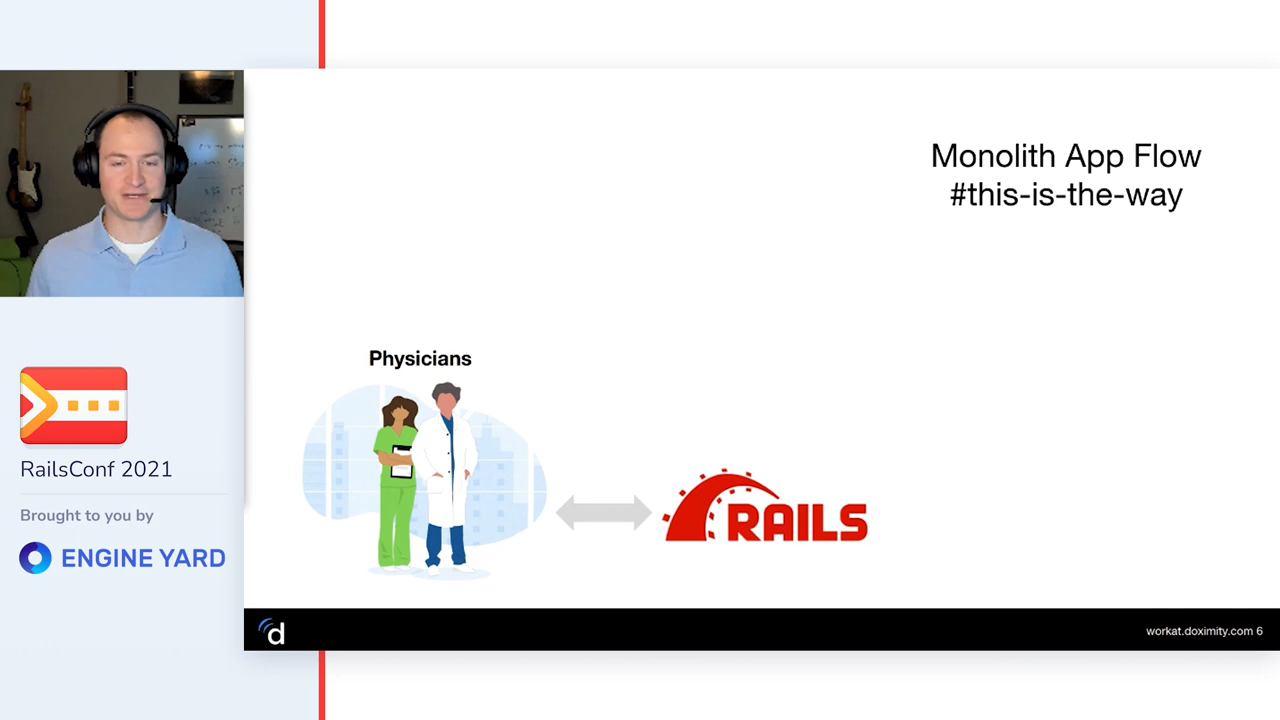 Monolith App Flow
#this-is-the-way
Physicians
RAILS
RailsConf 2021
Brought to you by
ENGINE YARD
d
workat.doximity.com 6